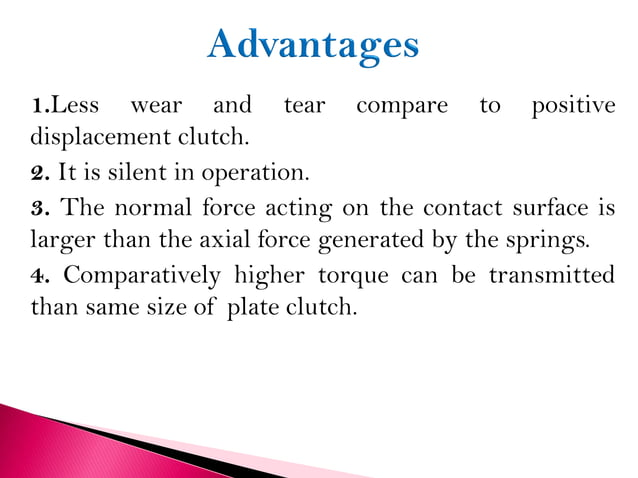 Advantages
1.Less wear and tear compare to positive
displacement clutch.
2. It is silent in operation.
3. The normal force acting on the contact surface is
larger than the axial force generated by the springs.
4. Comparatively higher torque can be transmitted
than same size of plate clutch.